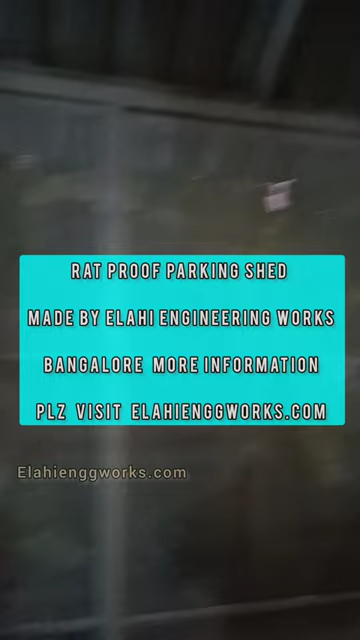 RAT PROOF PARKING SHED
MADE BY ELAHI ENGINEERING WORKS
BANGALORE MORE INFORMATION
PLZ VISIT ELAHIENGGWORKS.COM
Elahienggworks.com